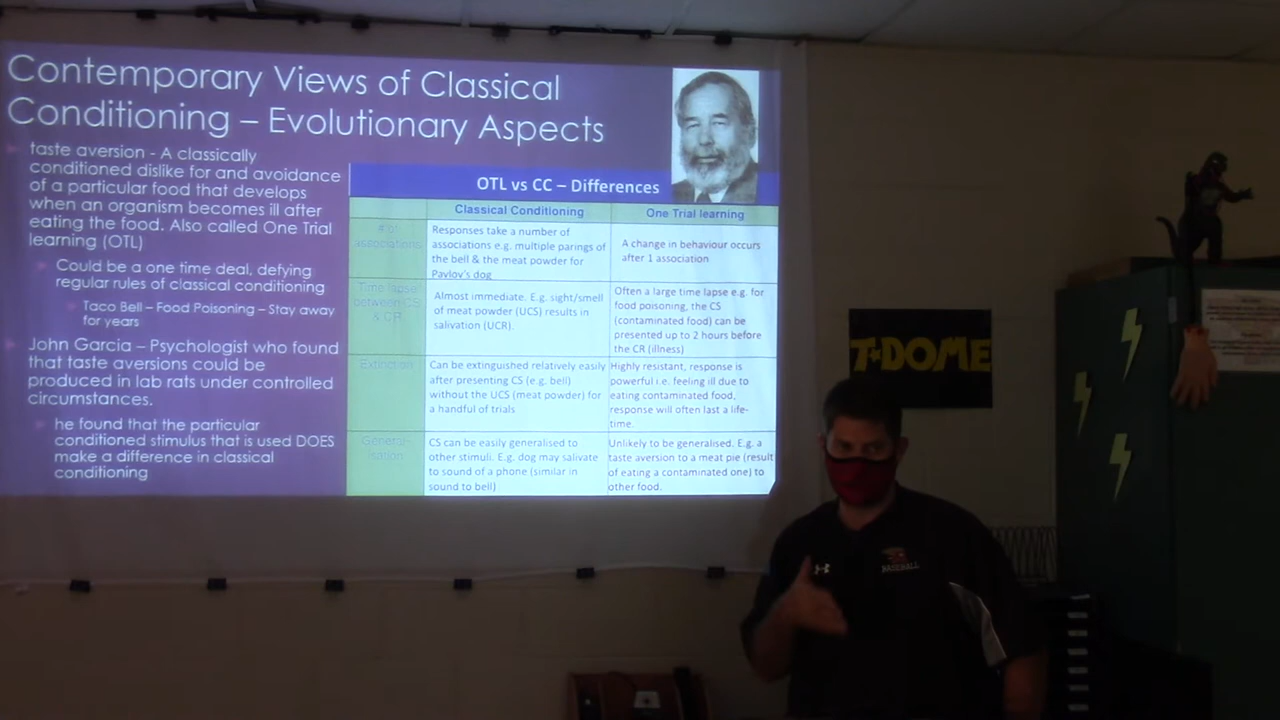 Contemporary Views of Classical
Conditioning – Evolutionary Aspects
taste aversion - A classically
conditioned dislike for and avoidance
of a particular food that develops
when an organism becomes ill after
eating the food. Also called One Trial
learning (OTL)
Could be a one time deal, defying
regular rules of classical conditioning
Taco Bell – Food Poisoning – Stay away
for years
John Garcia – Psychologist who found
that taste aversions could be
produced in lab rats under controlled
circumstances.
he found that the particular
conditioned stimulus that is used DOES
make a difference in classical
conditioning
OTL vs CC – Differences
Classical Conditioning
One Trial learning
# of
associations
Responses take a number of
associations e.g. multiple parings of
the bell & the meat powder for
Pavlov's dog
A change in behaviour occurs
after 1 association
Time lapse
between CS
& CR
Almost immediate. E.g. sight/smell
of meat powder (UCS) results in
salivation (UCR).
Often a large time lapse e.g. for
food poisoning, the CS
(contaminated food) can be
presented up to 2 hours before
the CR (illness)
Extinction
Can be extinguished relatively easily
after presenting CS (e.g. bell)
without the UCS (meat powder) for
a handful of trials
Highly resistant, response is
powerful i.e. feeling ill due to
eating contaminated food,
response will often last a life-
time.
General-
isation
CS can be easily generalised to
other stimuli. E.g. dog may salivate
to sound of a phone (similar in
sound to bell)
Unlikely to be generalised. E.g. a
taste aversion to a meat pie (result
of eating a contaminated one) to
other food.
T-DOME
BASEBALL